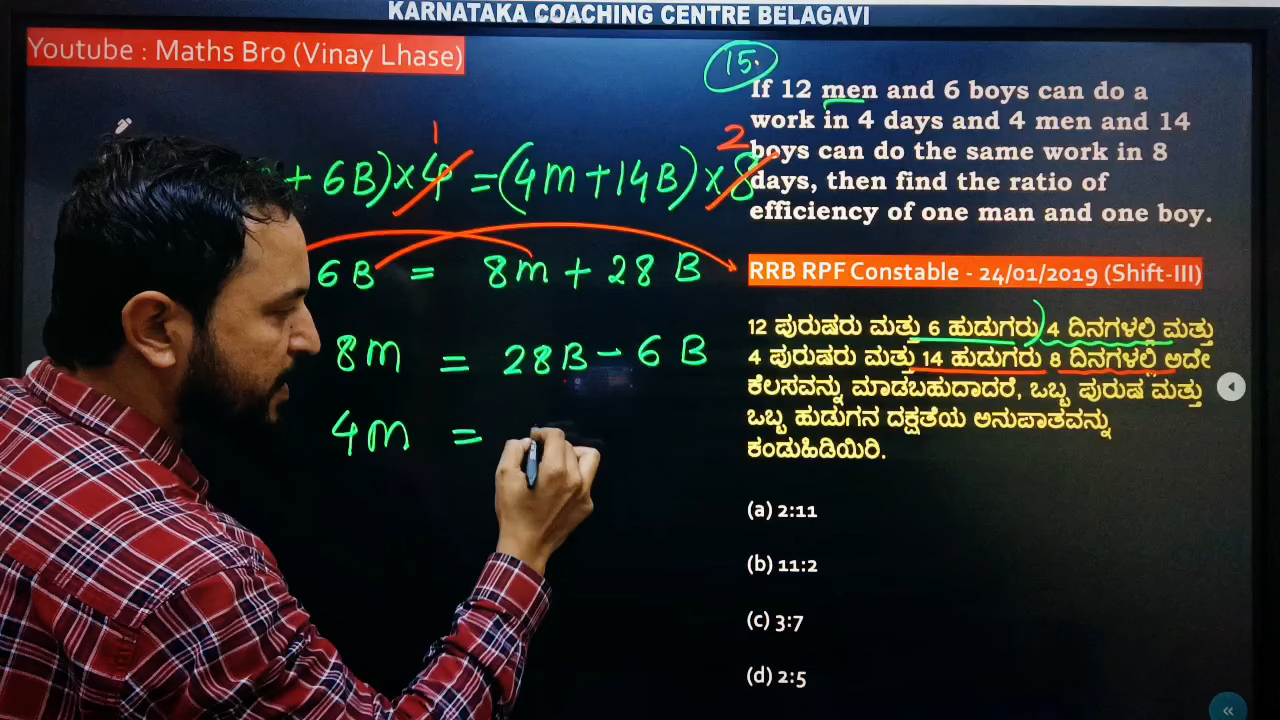 KARNATAKA COACHING CENTRE BELAGAVI
Youtube : Maths Bro (Vinay Lhase)
15.
If 12 men and 6 boys can do a
work in 4 days and 4 men and 14
boys can do the same work in 8
days, then find the ratio of
efficiency of one man and one boy.
RRB RPF Constable - 24/01/2019 (Shift-III)
12 ಪುರುಷರು ಮತ್ತು 6 ಹುಡುಗರು) 4 ದಿನಗಳಲ್ಲಿ ಮತ್ತು
4 ಪುರುಷರು ಮತ್ತು 14 ಹುಡುಗರು 8 ದಿನಗಳಲ್ಲಿ ಅದೇ
ಕೆಲಸವನ್ನು ಮಾಡಬಹುದಾದರೆ, ಒಬ್ಬ ಪುರುಷ ಮತ್ತು
ಒಬ್ಬ ಹುಡುಗನ ದಕ್ಷತೆಯ ಅನುಪಾತವನ್ನು
ಕಂಡುಹಿಡಿಯಿರಿ.
(a) 2:11
(b) 11:2
(c) 3:7
(d) 2:5
1 2
+ 6B) × 4 = (4m + 14B) × 8
6B = 8m + 28 B
8m = 28B - 6 B
4m =